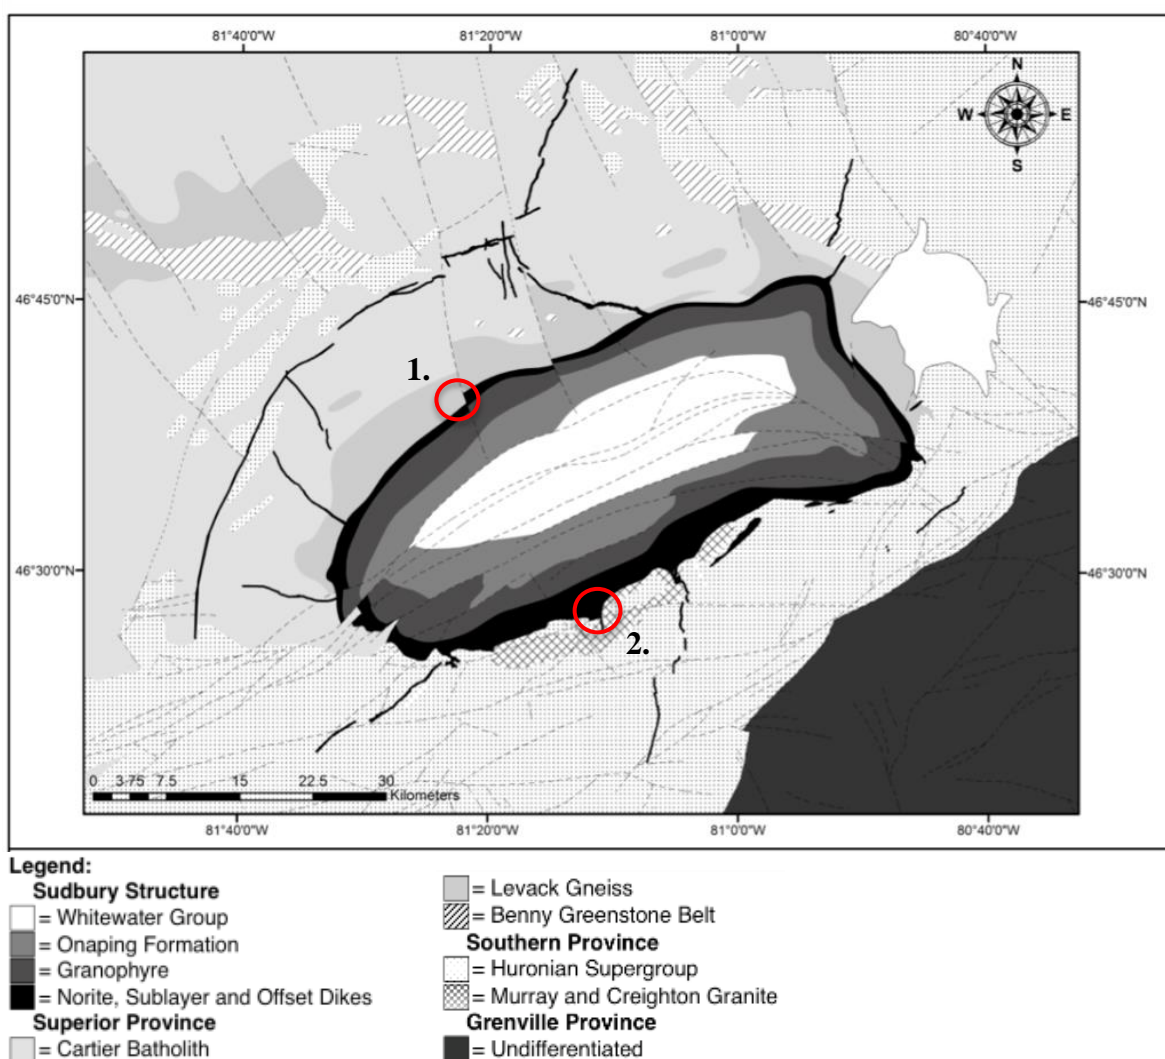 81°40'0"W 81°20'0"W 81°0'0"W 80°40'0"W
N
W E
S
46°45'0"N 46°45'0"N
1.
46°30'0"N 46°30'0"N
2.
0 3.75 7.5 15 22.5 30
Kilometers
81°40'0"W 81°20'0"W 81°0'0"W 80°40'0"W
Legend:
Sudbury Structure
= Whitewater Group
= Onaping Formation
= Granophyre
= Norite, Sublayer and Offset Dikes
Superior Province
= Cartier Batholith
= Levack Gneiss
= Benny Greenstone Belt
Southern Province
= Huronian Supergroup
= Murray and Creighton Granite
Grenville Province
= Undifferentiated